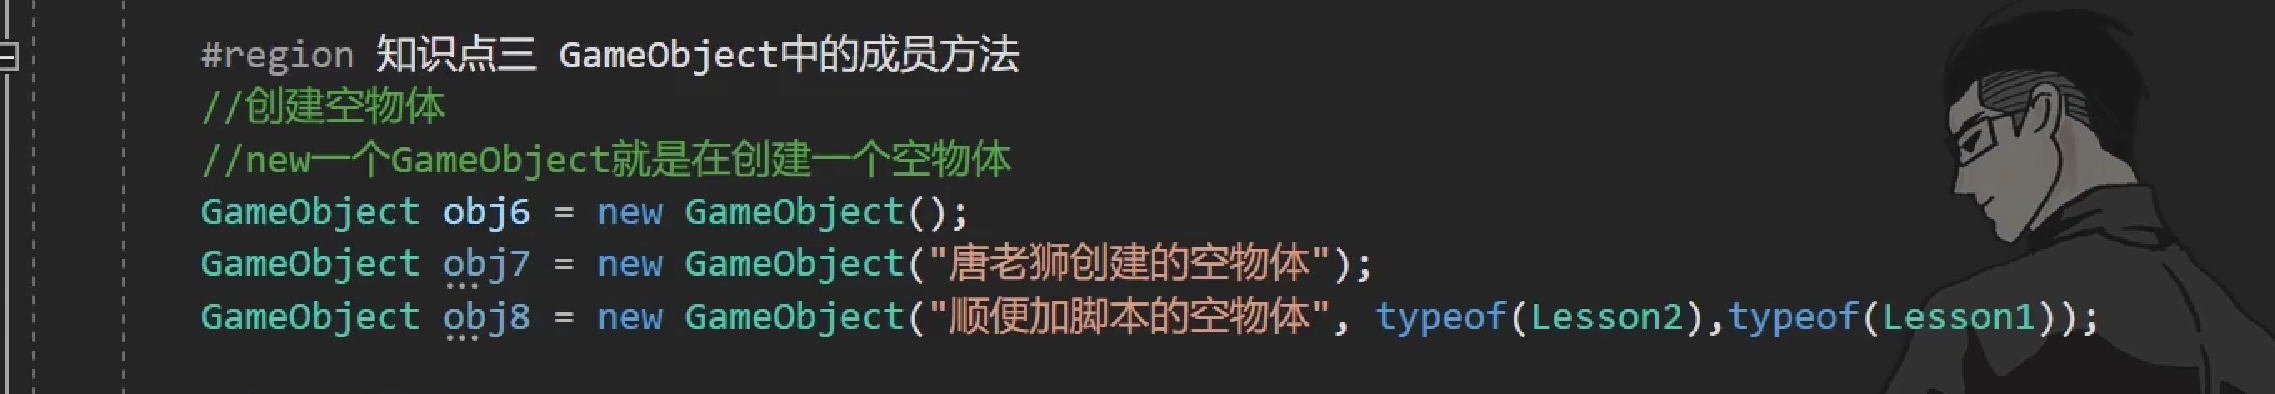 #region 知识点三 GameObject中的成员方法
//创建空物体
//new一个GameObject就是在创建一个空物体
GameObject obj6 = new GameObject();
GameObject obj7 = new GameObject("唐老狮创建的空物体");
GameObject obj8 = new GameObject("顺便加脚本的空物体", typeof(Lesson2),typeof(Lesson1));